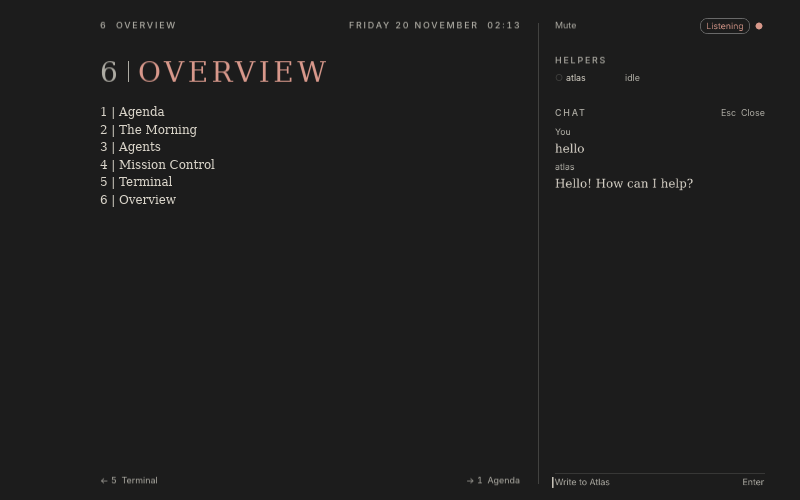 6 OVERVIEW
FRIDAY 20 NOVEMBER 02:13
6 | OVERVIEW
1 | Agenda
2 | The Morning
3 | Agents
4 | Mission Control
5 | Terminal
6 | Overview
← 5 Terminal
→ 1 Agenda
Mute
Listening
HELPERS
atlas idle
CHAT
Esc Close
You
hello
atlas
Hello! How can I help?
Write to Atlas
Enter